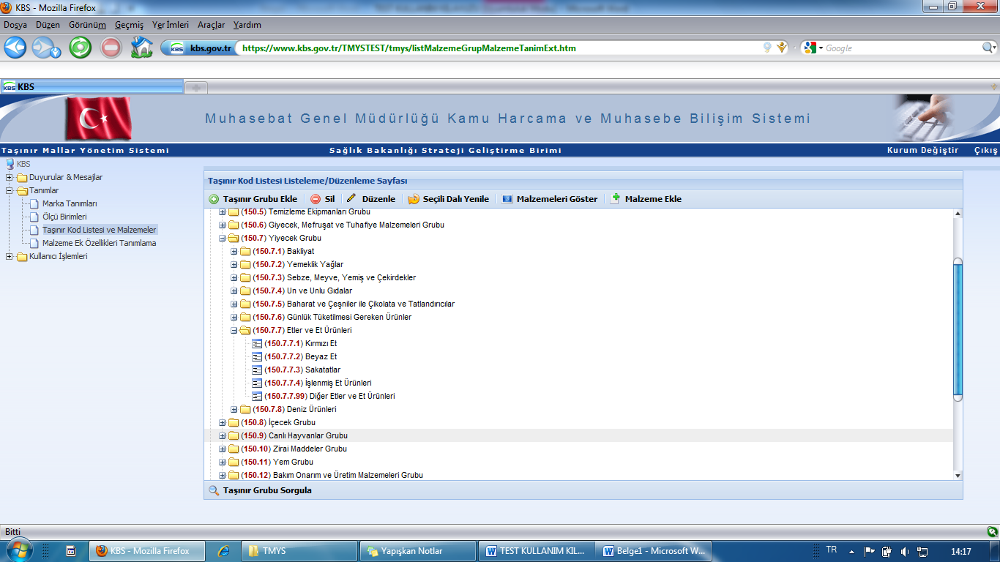 KBS - Mozilla Firefox
Dosya Düzen Görünüm Geçmiş Yer İmleri Araçlar Yardım
KBS kbs.gov.tr https://www.kbs.gov.tr/TMYSTEST/tmys/listMalzemeGrupMalzemeTanimExt.htm Google
KBS KBS
Muhasebat Genel Müdürlüğü Kamu Harcama ve Muhasebe Bilişim Sistemi
Taşınır Mallar Yönetim Sistemi Sağlık Bakanlığı Strateji Geliştirme Birimi Kurum Değiştir Çıkış
KBS
Duyurular & Mesajlar
Tanımlar
Marka Tanımları
Ölçü Birimleri
Taşınır Kod Listesi ve Malzemeler
Malzeme Ek Özellikleri Tanımlama
Kullanıcı İşlemleri
Taşınır Kod Listesi Listeleme/Düzenleme Sayfası
Taşınır Grubu Ekle Sil Düzenle Seçili Dalı Yenile Malzemeleri Göster Malzeme Ekle
(150.5) Temizleme Ekipmanları Grubu
(150.6) Giyecek, Mefruşat ve Tuhafiye Malzemeleri Grubu
(150.7) Yiyecek Grubu
(150.7.1) Bakliyat
(150.7.2) Yemeklik Yağlar
(150.7.3) Sebze, Meyve, Yemiş ve Çekirdekler
(150.7.4) Un ve Unlu Gıdalar
(150.7.5) Baharat ve Çeşniler ile Çikolata ve Tatlandırıcılar
(150.7.6) Günlük Tüketilmesi Gereken Ürünler
(150.7.7) Etler ve Et Ürünleri
(150.7.7.1) Kırmızı Et
(150.7.7.2) Beyaz Et
(150.7.7.3) Sakatatlar
(150.7.7.4) İşlenmiş Et Ürünleri
(150.7.7.99) Diğer Etler ve Et Ürünleri
(150.7.8) Deniz Ürünleri
(150.8) İçecek Grubu
(150.9) Canlı Hayvanlar Grubu
(150.10) Zirai Maddeler Grubu
(150.11) Yem Grubu
(150.12) Bakım Onarım ve Üretim Malzemeleri Grubu
Taşınır Grubu Sorgula
Bitti
KBS - Mozilla Firefox TMYS Yapışkan Notlar TEST KULLANIM KIL... Belge1 - Microsoft W... TR 14:17